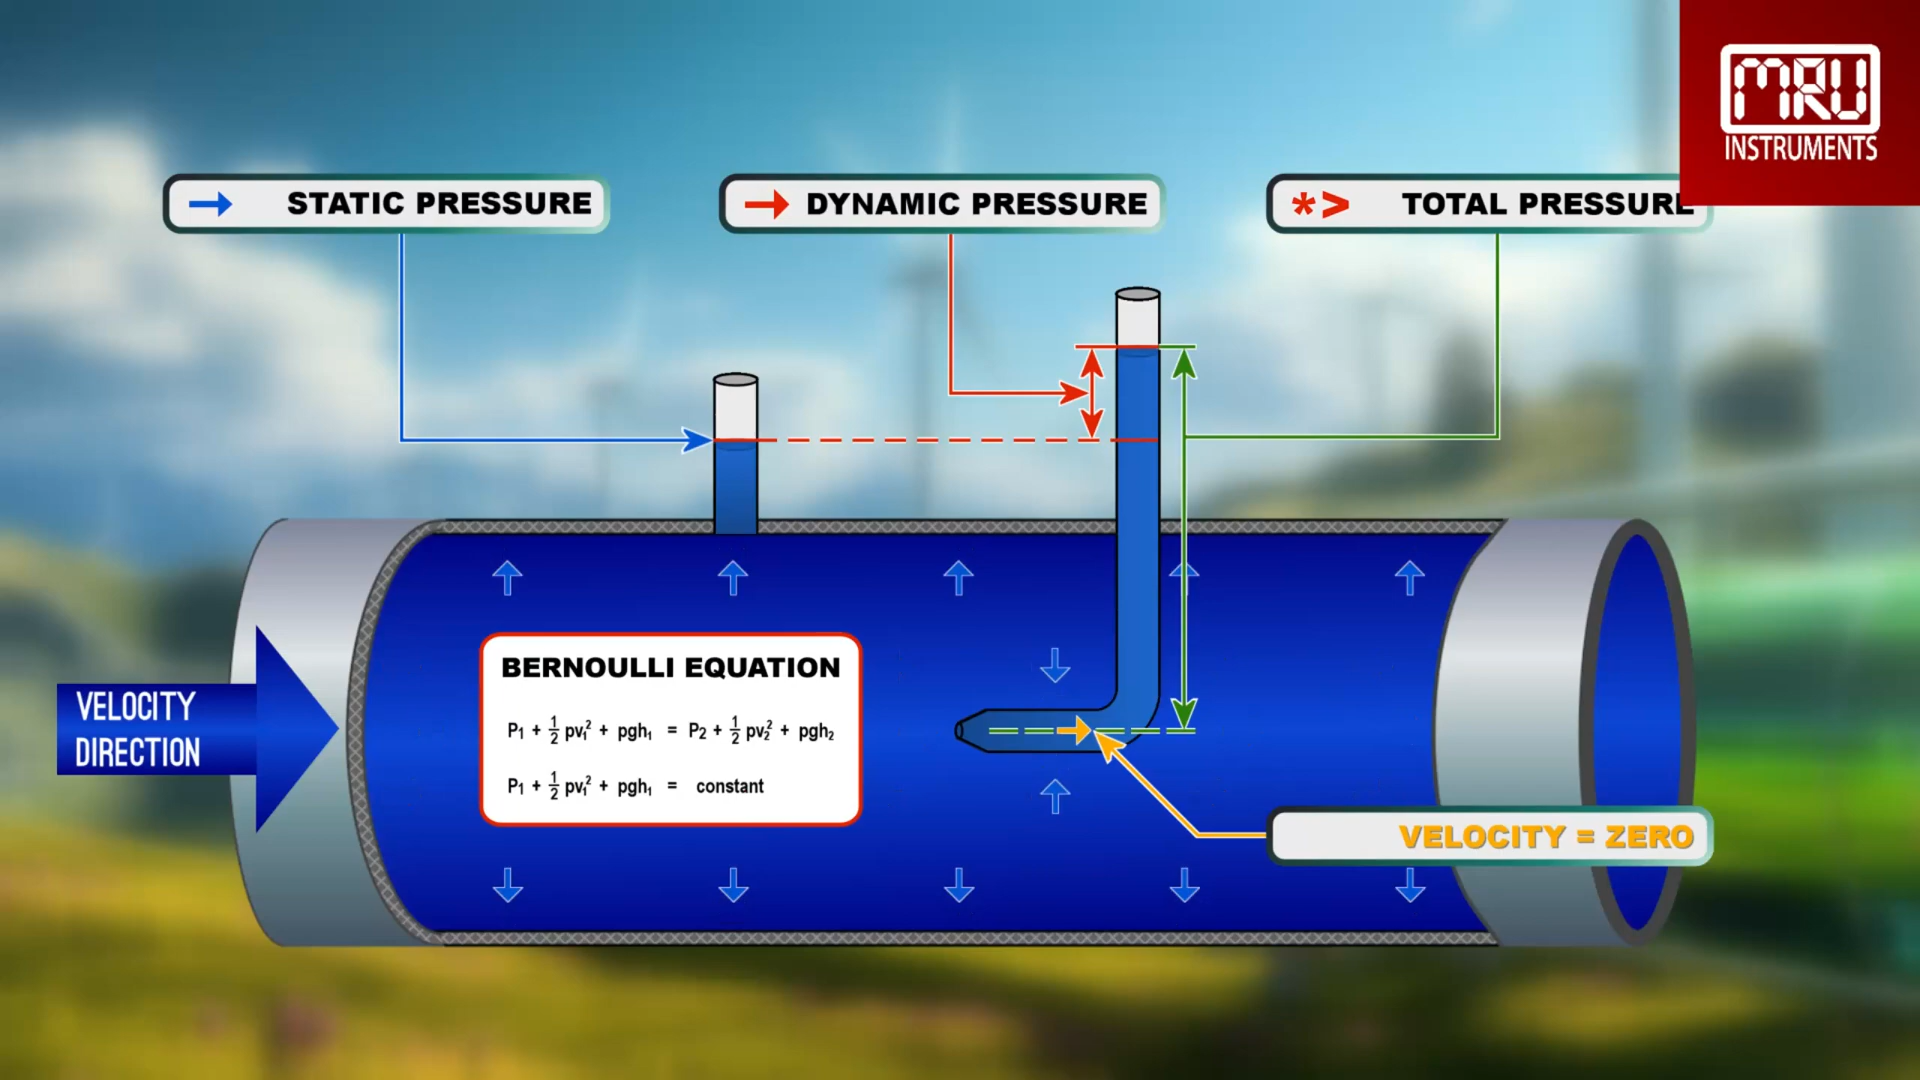 MRU
INSTRUMENTS
STATIC PRESSURE
DYNAMIC PRESSURE
*> TOTAL PRESSURE
BERNOULLI EQUATION
P₁ + 1/2 pv₁² + pgh₁ = P₂ + 1/2 pv₂² + pgh₂
P₁ + 1/2 pv₁² + pgh₁ = constant
VELOCITY
DIRECTION
VELOCITY = ZERO